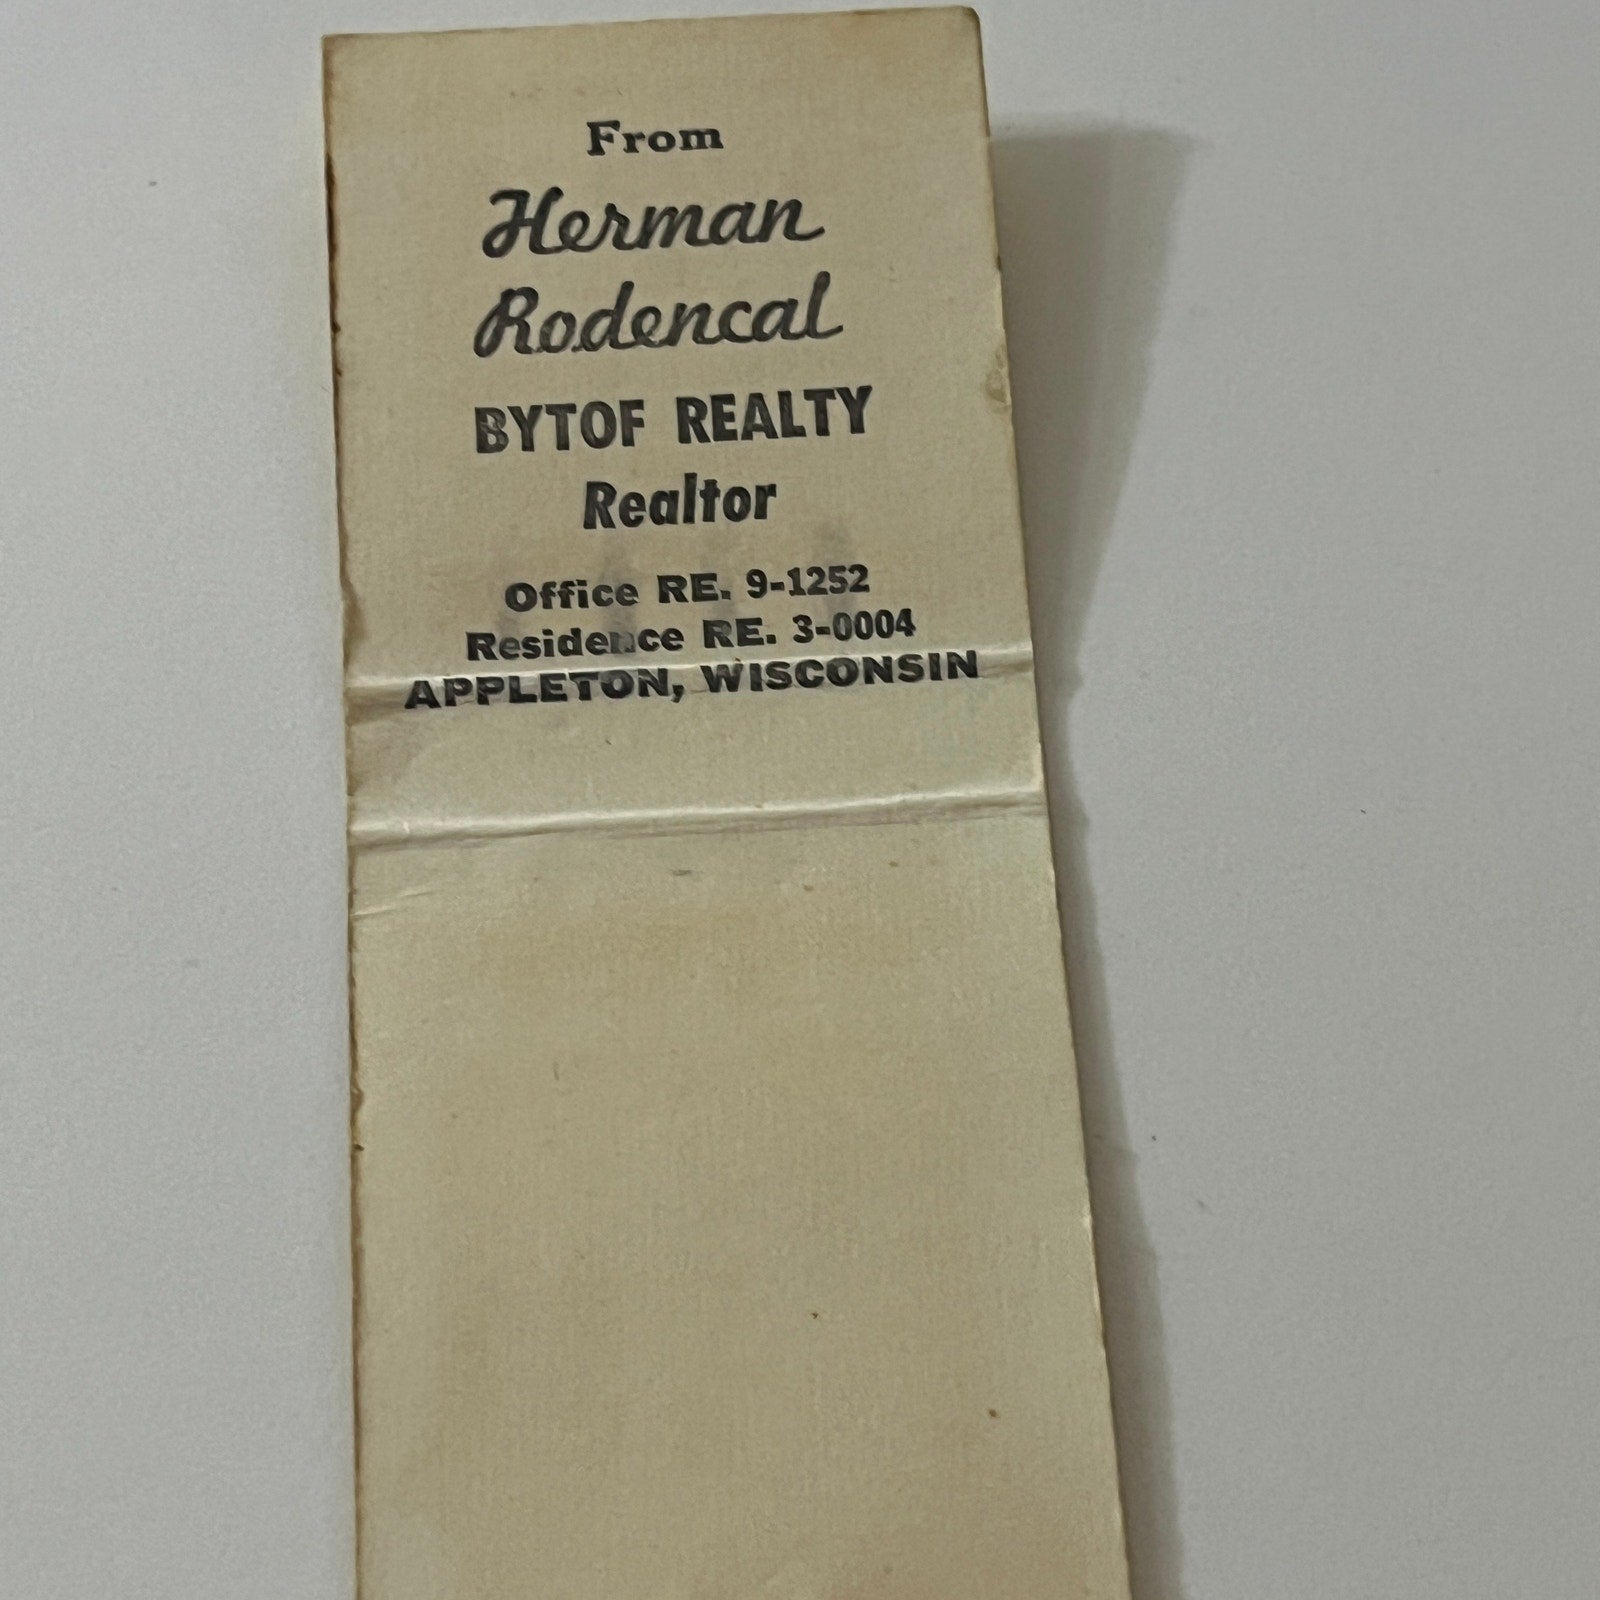 From
Herman
Rodencal
BYTOF REALTY
Realtor
Office RE. 9-1252
Residence RE. 3-0004
APPLETON, WISCONSIN